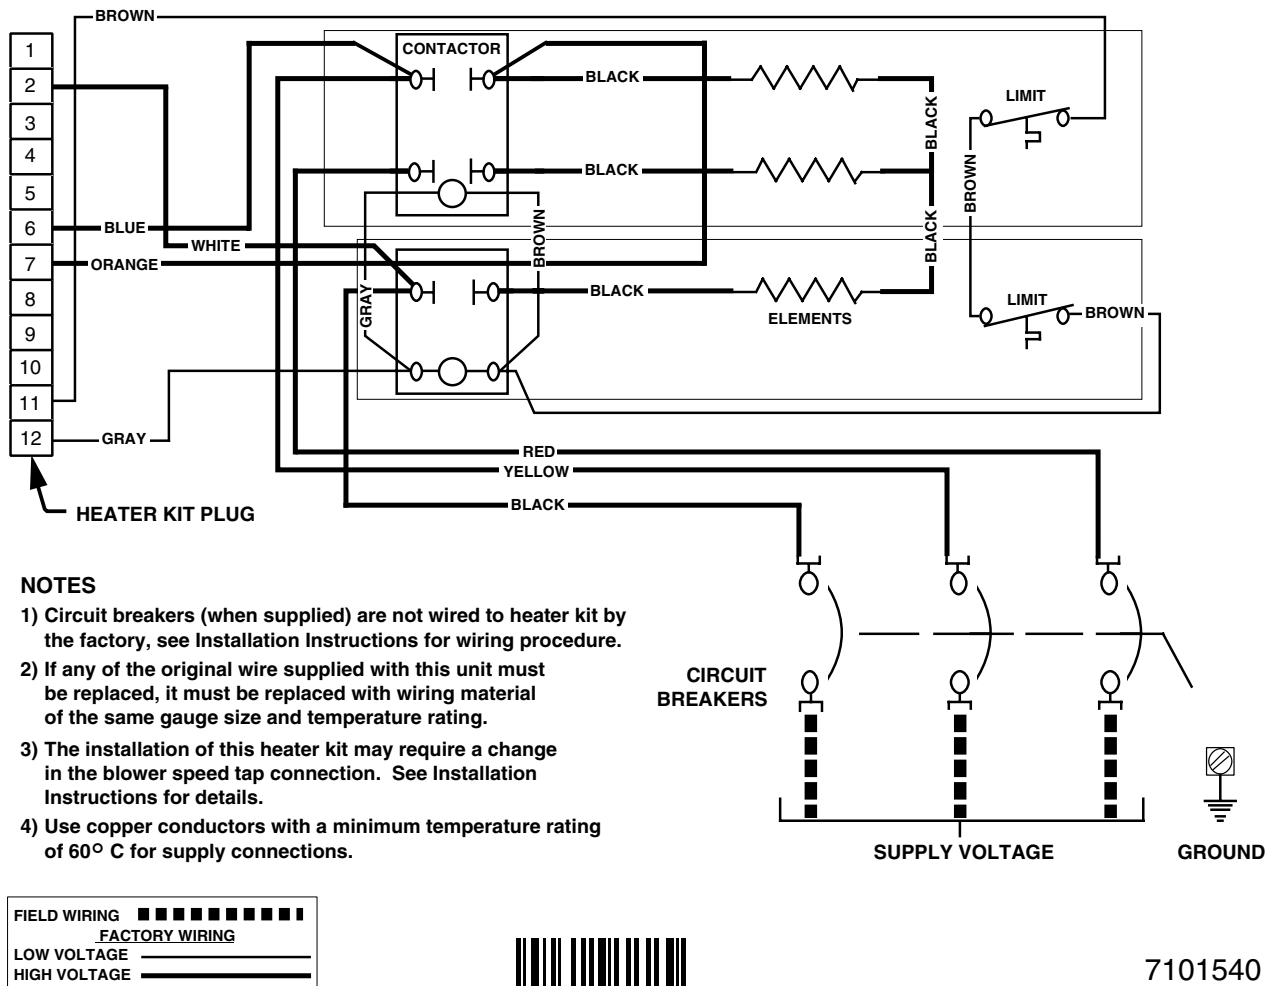 BROWN
1
2
3
4
5
6
7
8
9
10
11
12
CONTACTOR
BLACK
BLACK
LIMIT
BLACK
BROWN
BLUE
WHITE
ORANGE
BROWN
BLACK
GRAY
BLACK
ELEMENTS
LIMIT
BROWN
GRAY
RED
YELLOW
BLACK
HEATER KIT PLUG
NOTES
1) Circuit breakers (when supplied) are not wired to heater kit by
the factory, see Installation Instructions for wiring procedure.
2) If any of the original wire supplied with this unit must
be replaced, it must be replaced with wiring material
of the same gauge size and temperature rating.
3) The installation of this heater kit may require a change
in the blower speed tap connection. See Installation
Instructions for details.
4) Use copper conductors with a minimum temperature rating
of 60° C for supply connections.
CIRCUIT
BREAKERS
SUPPLY VOLTAGE
GROUND
FIELD WIRING
FACTORY WIRING
LOW VOLTAGE
HIGH VOLTAGE
7101540